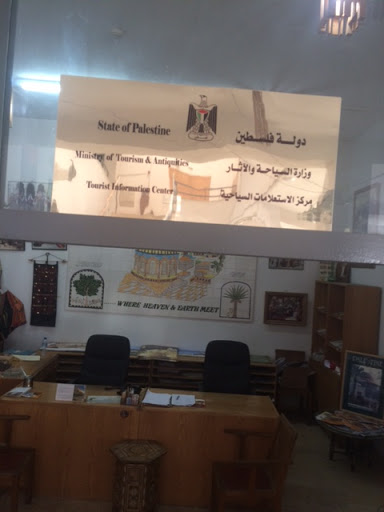 State of Palestine
Ministry of Tourism & Antiquities
Tourist Information Center
دولة فلسطين
وزارة السياحة والآثار
مركز الاستعلامات السياحية
WHERE HEAVEN & EARTH MEET